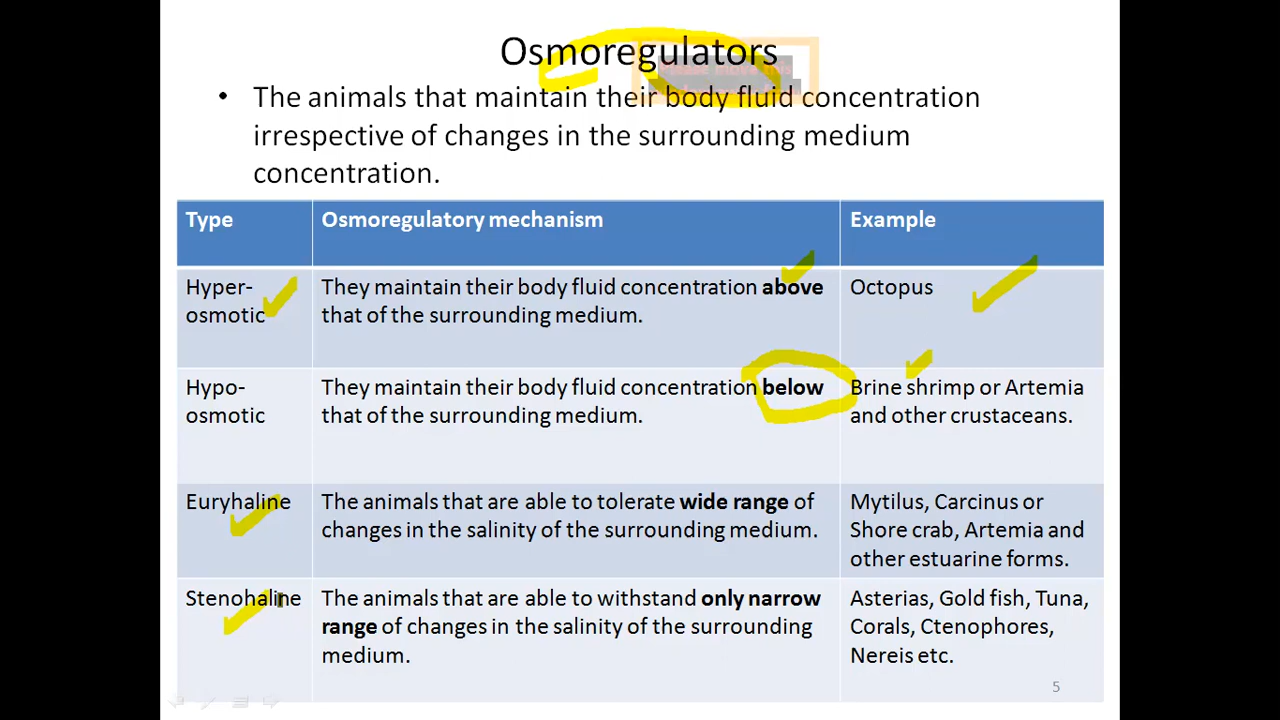 Osmoregulators
• The animals that maintain their body fluid concentration
irrespective of changes in the surrounding medium
concentration.
Type
Osmoregulatory mechanism
Example
Hyper-
osmotic
They maintain their body fluid concentration above
that of the surrounding medium.
Octopus
Hypo-
osmotic
They maintain their body fluid concentration below
that of the surrounding medium.
Brine shrimp or Artemia
and other crustaceans.
Euryhaline
The animals that are able to tolerate wide range of
changes in the salinity of the surrounding medium.
Mytilus, Carcinus or
Shore crab, Artemia and
other estuarine forms.
Stenohaline
The animals that are able to withstand only narrow
range of changes in the salinity of the surrounding
medium.
Asterias, Gold fish, Tuna,
Corals, Ctenophores,
Nereis etc.
5